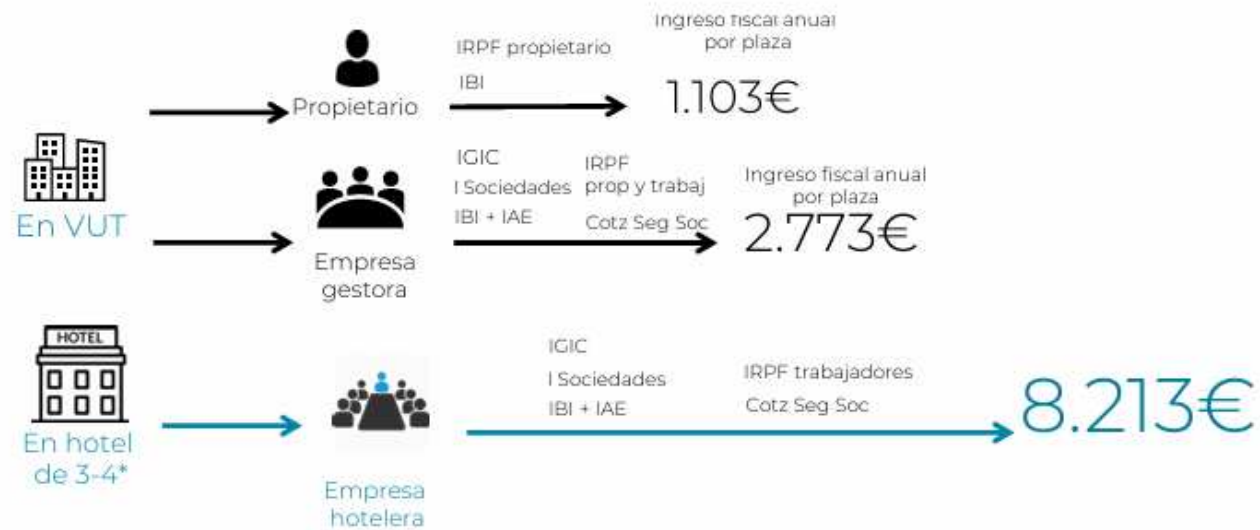 Ingreso fiscal anual
por plaza
IRPF propietario
IBI
1.103€
Propietario
En VUT
IGIC
I Sociedades
IBI + IAE
IRPF
prop y trabaj
Cotz Seg Soc
Ingreso fiscal anual
por plaza
2.773€
Empresa
gestora
HOTEL
En hotel
de 3-4*
IGIC
I Sociedades
IBI + IAE
IRPF trabajadores
Cotz Seg Soc
8.213€
Empresa
hotelera